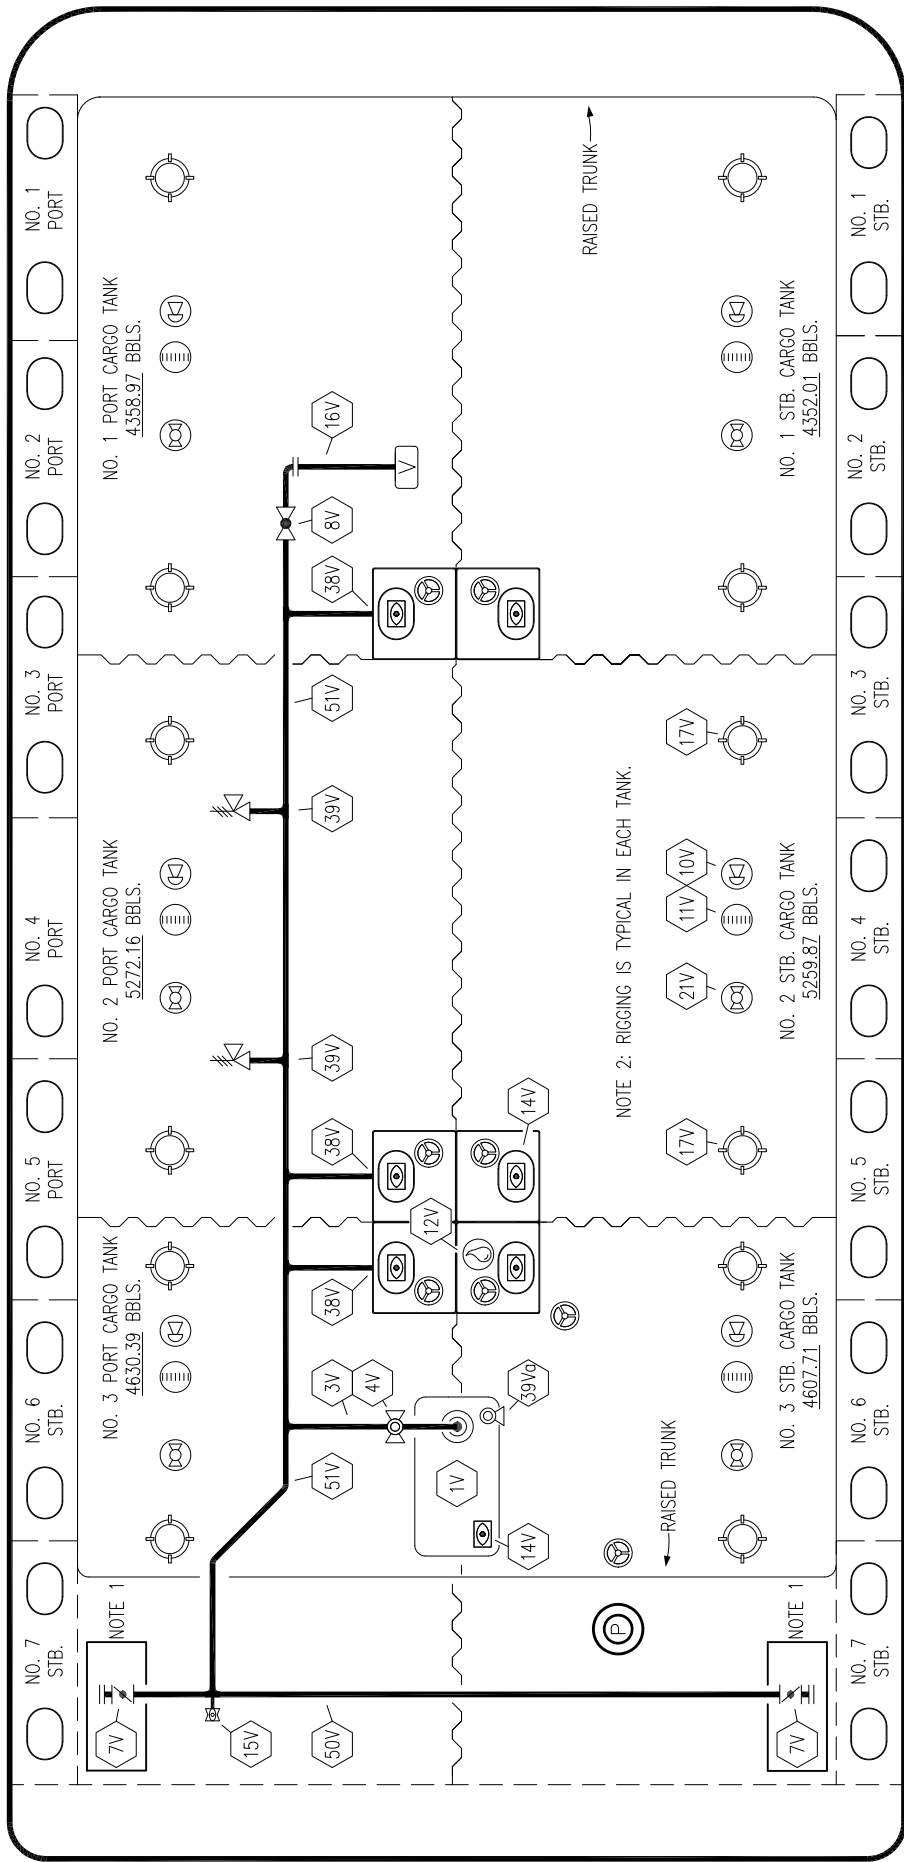 NO. 1
PORT
NO. 2
PORT
NO. 3
PORT
NO. 4
PORT
NO. 5
PORT
NO. 6
STB.
NO. 7
STB.
NO. 1 PORT CARGO TANK
4358.97 BBLS.
NO. 2 PORT CARGO TANK
5272.16 BBLS.
NO. 3 PORT CARGO TANK
4630.39 BBLS.
NOTE 1
7V
15V
50V
51V
3V
4V
38V
38V
39V
39V
51V
38V
8V
16V
V
12V
14V
1V
39Va
14V
RAISED TRUNK
RAISED TRUNK
P
NOTE 2: RIGGING IS TYPICAL IN EACH TANK.
17V
21V
11V
10V
17V
NO. 1 STB. CARGO TANK
4352.01 BBLS.
NO. 2 STB. CARGO TANK
5259.87 BBLS.
NO. 3 STB. CARGO TANK
4607.71 BBLS.
NOTE 1
7V
NO. 1
STB.
NO. 2
STB.
NO. 3
STB.
NO. 4
STB.
NO. 5
STB.
NO. 6
STB.
NO. 7
STB.